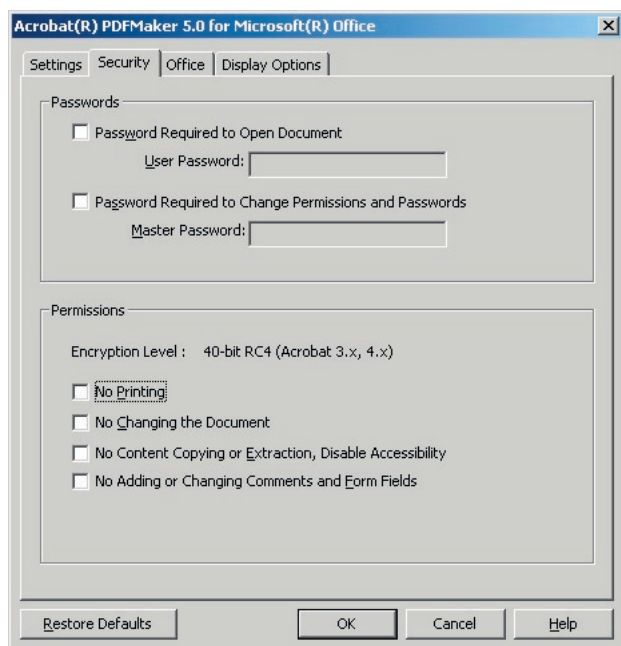 Acrobat(R) PDFMaker 5.0 for Microsoft(R) Office
Settings Security Office Display Options
Passwords
Password Required to Open Document
User Password:
Password Required to Change Permissions and Passwords
Master Password:
Permissions
Encryption Level : 40-bit RC4 (Acrobat 3.x, 4.x)
No Printing
No Changing the Document
No Content Copying or Extraction, Disable Accessibility
No Adding or Changing Comments and Form Fields
Restore Defaults OK Cancel Help